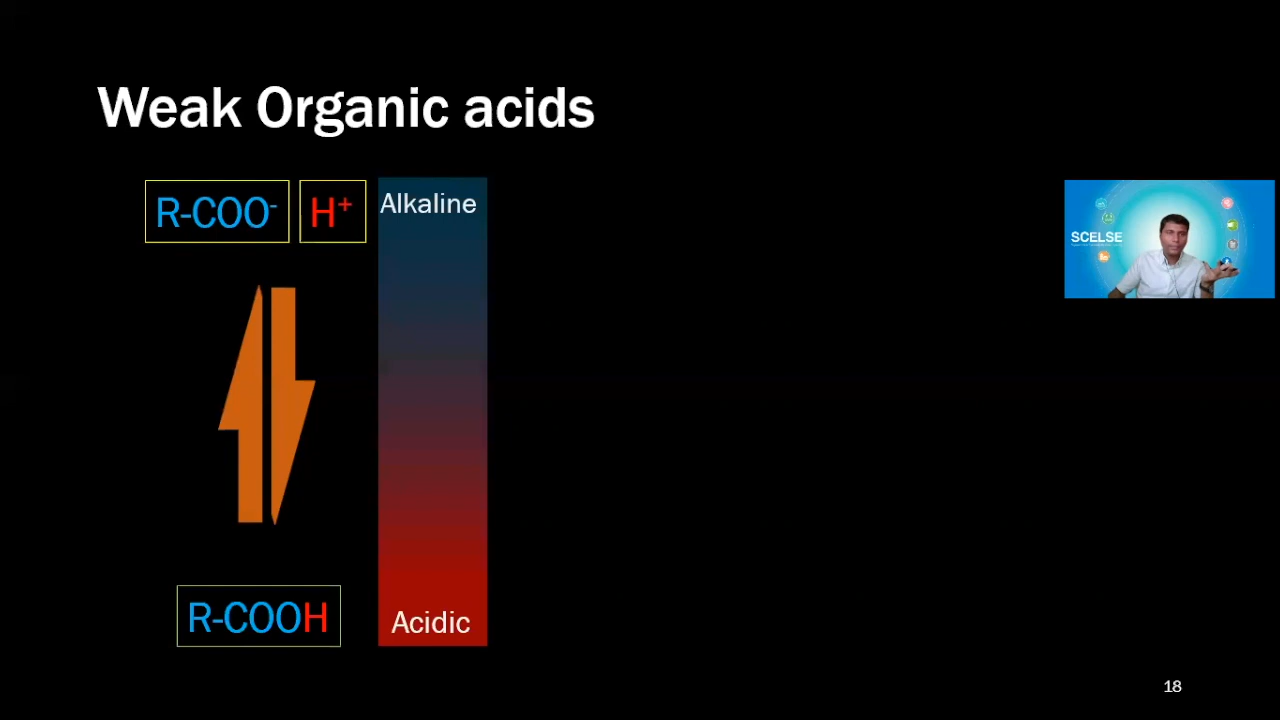 Weak Organic acids
R-COO⁻ H⁺ Alkaline
SCELSE
R-COOH Acidic
18